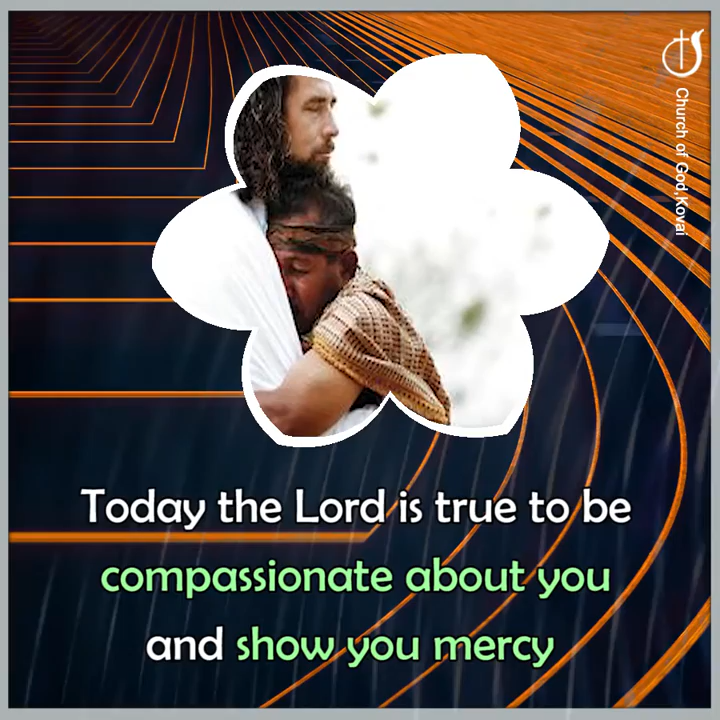 Church of God,Kovai
Today the Lord is true to be
compassionate about you
and show you mercy